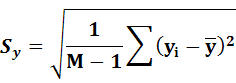 S_y = √(1/(M − 1) ∑ (y_i − ȳ)²)